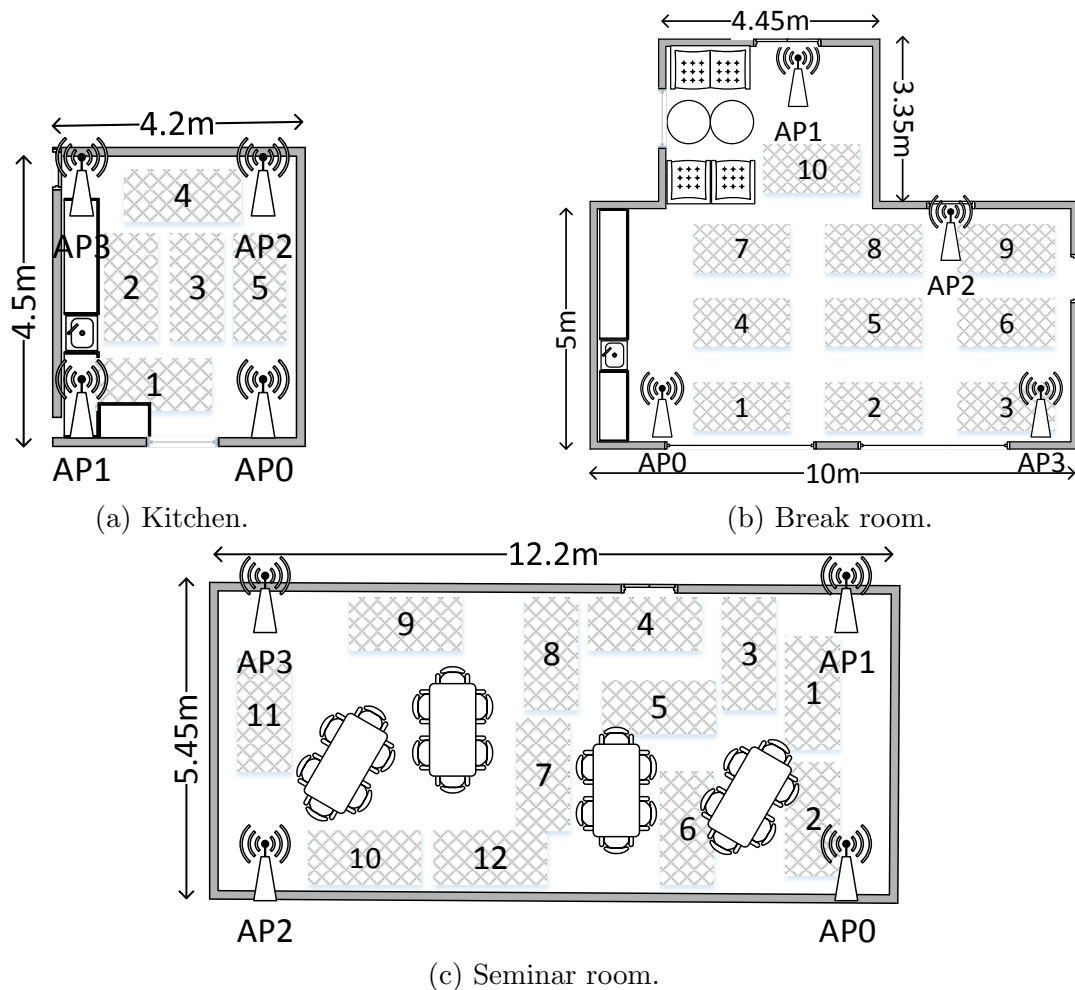 4.2m
4.5m
AP3
AP2
4
2
3
5
1
AP1
AP0
(a) Kitchen.
4.45m
3.35m
AP1
10
5m
7
8
9
AP2
4
5
6
1
2
3
AP0
AP3
10m
(b) Break room.
12.2m
5.45m
AP3
AP1
9
8
4
3
1
11
5
7
6
2
10
12
AP2
AP0
(c) Seminar room.